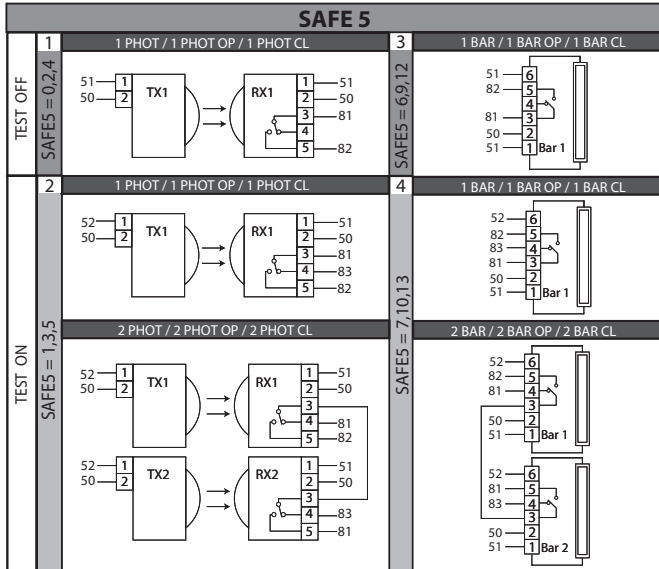 SAFE 5
TEST OFF
SAFE5 = 0,2,4
1
1 PHOT / 1 PHOT OP / 1 PHOT CL
51 1
50 2
TX1
RX1
1 51
2 50
3 81
4
5 82
SAFE5 = 6,9,12
3
1 BAR / 1 BAR OP / 1 BAR CL
51 6
82 5
4
81 3
50 2
51 1 Bar 1
TEST ON
SAFE5 = 1,3,5
2
1 PHOT / 1 PHOT OP / 1 PHOT CL
52 1
50 2
TX1
RX1
1 51
2 50
3 81
4 83
5 82
2 PHOT / 2 PHOT OP / 2 PHOT CL
52 1
50 2
TX1
RX1
1 51
2 50
3
4 81
5 82
52 1
50 2
TX2
RX2
1 51
2 50
3
4 83
5 81
SAFE5 = 7,10,13
4
1 BAR / 1 BAR OP / 1 BAR CL
52 6
82 5
83 4
81 3
50 2
51 1 Bar 1
2 BAR / 2 BAR OP / 2 BAR CL
52 6
82 5
81 4
3
50 2
51 1 Bar 1
52 6
81 5
83 4
3
50 2
51 1 Bar 2